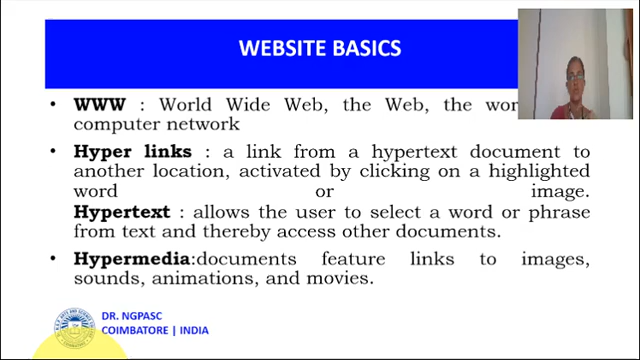 WEBSITE BASICS
• WWW : World Wide Web, the Web, the wor
computer network
• Hyper links : a link from a hypertext document to
another location, activated by clicking on a highlighted
word or image.
Hypertext : allows the user to select a word or phrase
from text and thereby access other documents.
• Hypermedia:documents feature links to images,
sounds, animations, and movies.
DR. NGPASC
COIMBATORE | INDIA